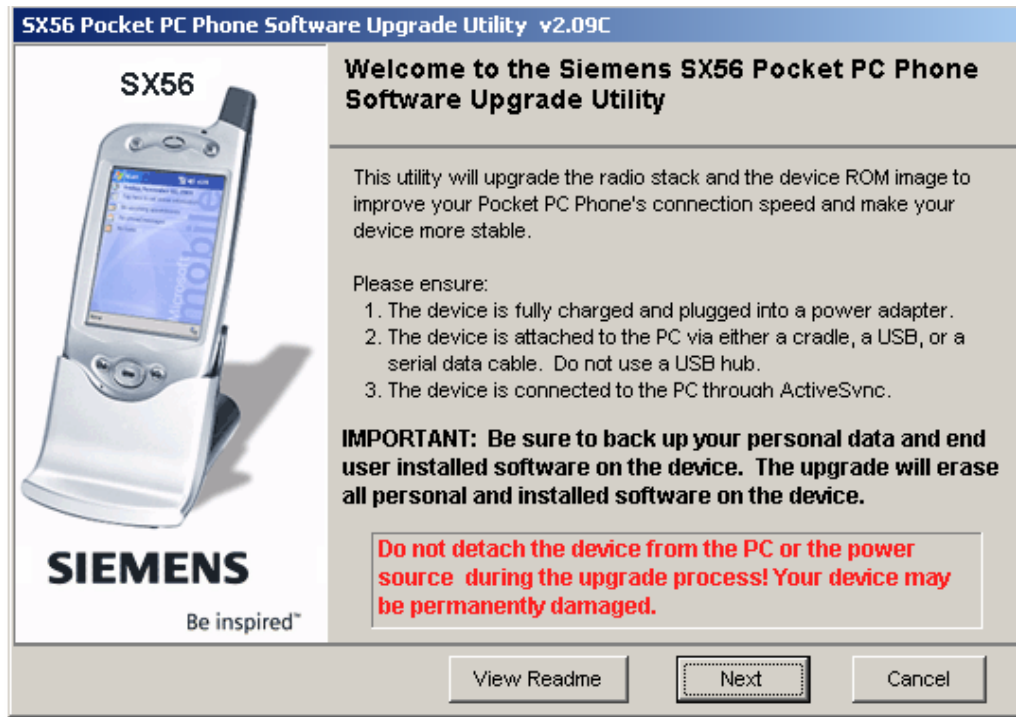 SX56 Pocket PC Phone Software Upgrade Utility v2.09C
SX56
SIEMENS
Be inspired™
Welcome to the Siemens SX56 Pocket PC Phone
Software Upgrade Utility
This utility will upgrade the radio stack and the device ROM image to
improve your Pocket PC Phone's connection speed and make your
device more stable.
Please ensure:
1. The device is fully charged and plugged into a power adapter.
2. The device is attached to the PC via either a cradle, a USB, or a
serial data cable. Do not use a USB hub.
3. The device is connected to the PC through ActiveSync.
IMPORTANT: Be sure to back up your personal data and end
user installed software on the device. The upgrade will erase
all personal and installed software on the device.
Do not detach the device from the PC or the power
source during the upgrade process! Your device may
be permanently damaged.
View Readme
Next
Cancel